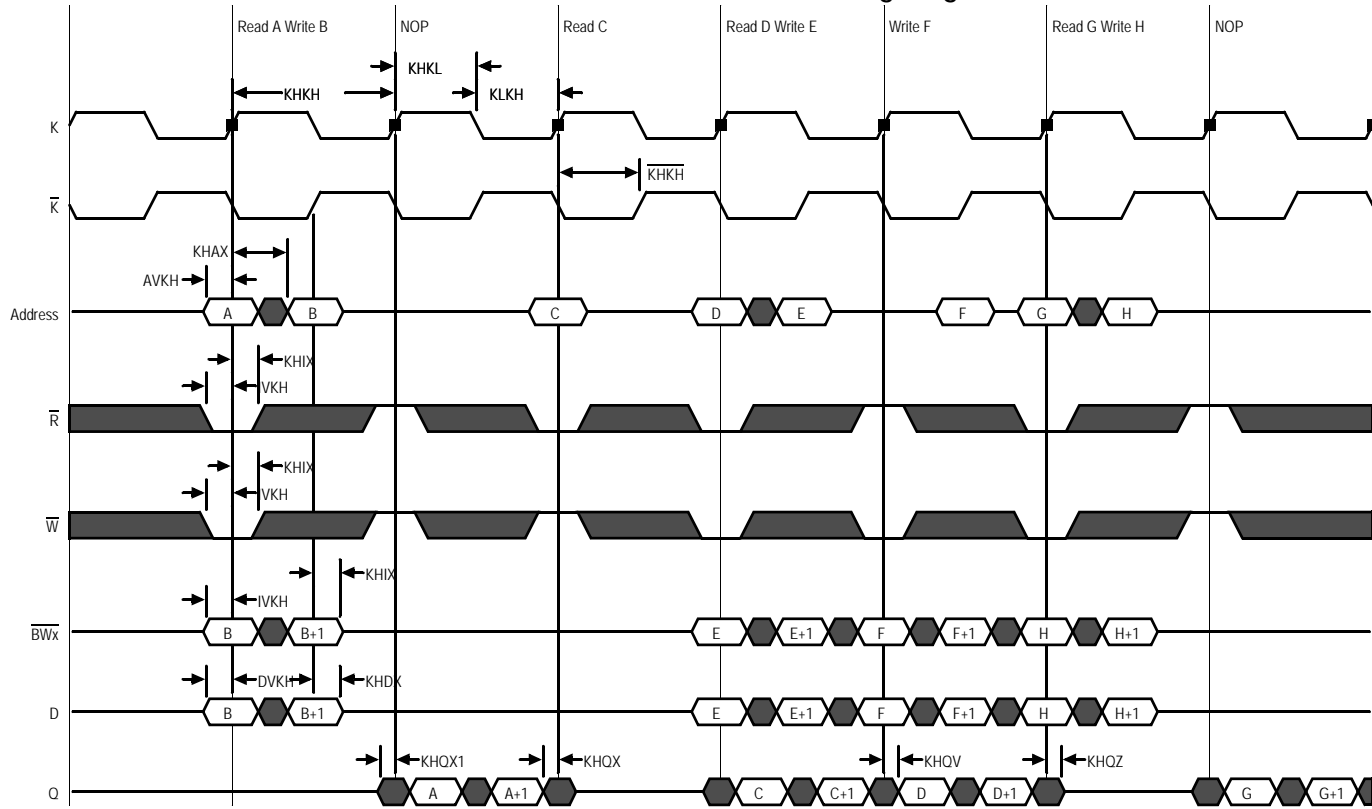 Read A Write B NOP Read C Read D Write E Write F Read G Write H NOP
KHKL
KHKH KLKH
K
KHKH
K
KHAX
AVKH
Address A B C D E F G H
KHIX
VKH
R
KHIX
VKH
W
KHIX
IVKH
BWx B B+1 E E+1 F F+1 H H+1
DVKH KHDX
D B B+1 E E+1 F F+1 H H+1
KHQX1 KHQX KHQV KHQZ
Q A A+1 C C+1 D D+1 G G+1